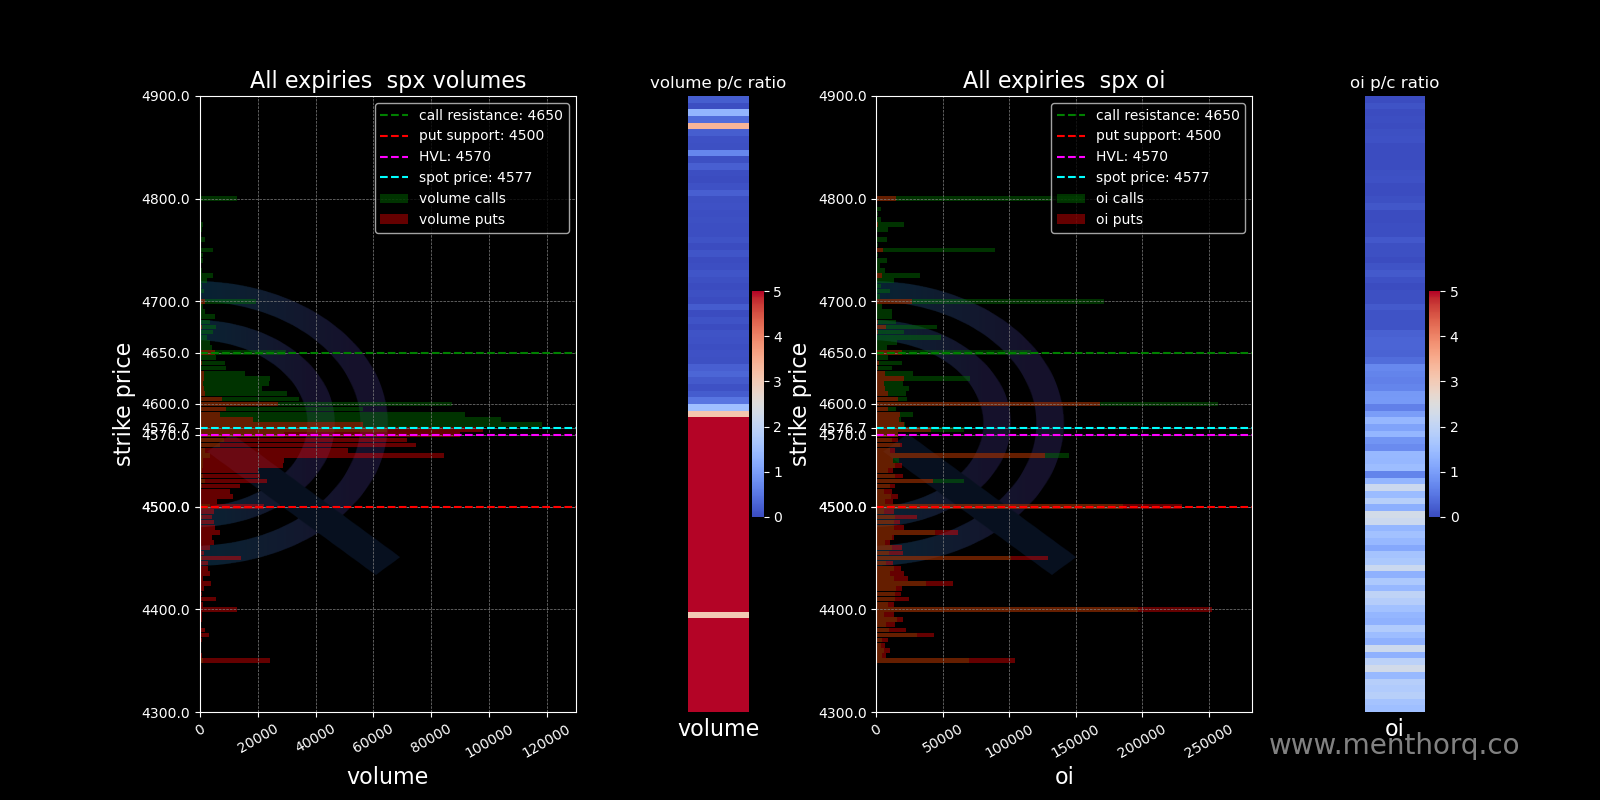 All expiries  spx volumes
volume p/c ratio
All expiries  spx oi
oi p/c ratio
4900.0
4800.0
4700.0
4650.0
4600.0
4576.7
4570.0
4500.0
4400.0
4300.0
strike price
call resistance: 4650
put support: 4500
HVL: 4570
spot price: 4577
volume calls
volume puts
0
20000
40000
60000
80000
100000
120000
volume
5
4
3
2
1
0
volume
4900.0
4800.0
4700.0
4650.0
4600.0
4576.7
4570.0
4500.0
4400.0
4300.0
strike price
call resistance: 4650
put support: 4500
HVL: 4570
spot price: 4577
oi calls
oi puts
0
50000
100000
150000
200000
250000
oi
5
4
3
2
1
0
oi
www.menthorq.co